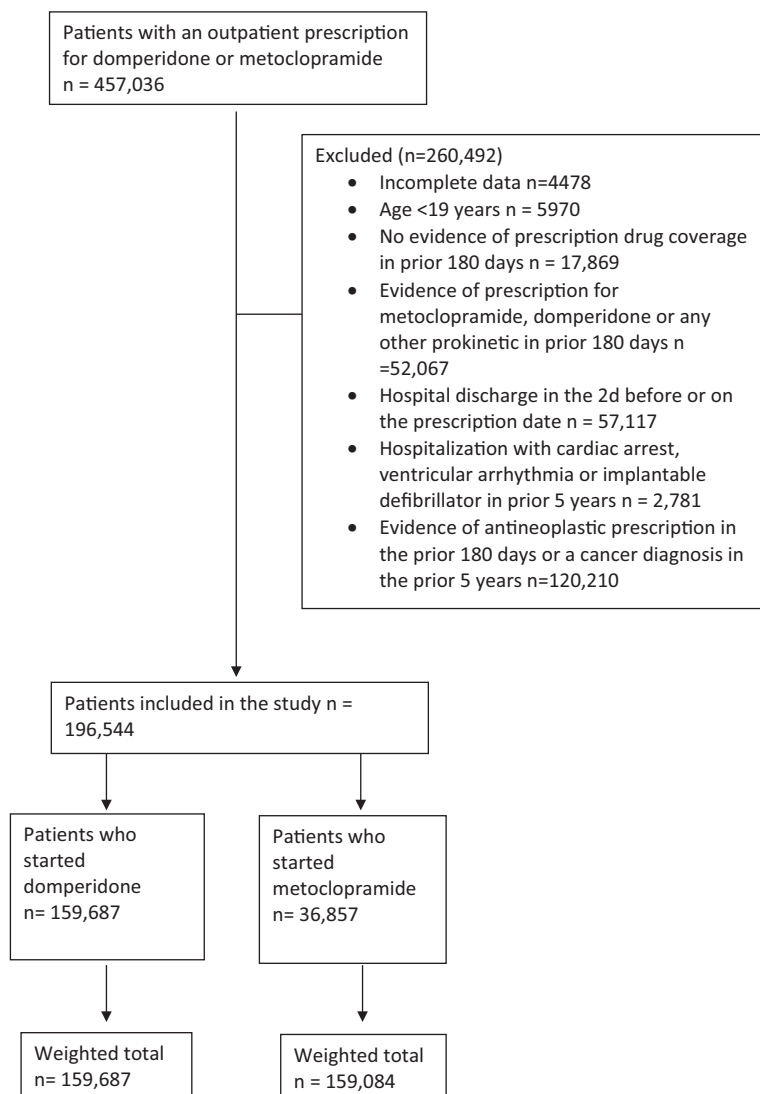 Patients with an outpatient prescription
for domperidone or metoclopramide
n = 457,036
Excluded (n=260,492)
• Incomplete data n=4478
• Age <19 years n = 5970
• No evidence of prescription drug coverage
in prior 180 days n = 17,869
• Evidence of prescription for
metoclopramide, domperidone or any
other prokinetic in prior 180 days n
=52,067
• Hospital discharge in the 2d before or on
the prescription date n = 57,117
• Hospitalization with cardiac arrest,
ventricular arrhythmia or implantable
defibrillator in prior 5 years n = 2,781
• Evidence of antineoplastic prescription in
the prior 180 days or a cancer diagnosis in
the prior 5 years n=120,210
Patients included in the study n =
196,544
Patients who
started
domperidone
n= 159,687
Patients who
started
metoclopramide
n= 36,857
Weighted total
n= 159,687
Weighted total
n = 159,084